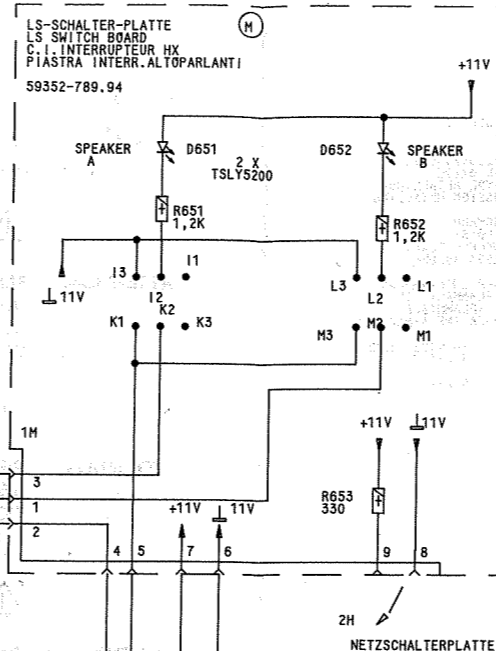 LS-SCHALTER-PLATTE
LS SWITCH BOARD
C.I.INTERRUPTEUR HX
PIASTRA INTERR.ALTOPARLANTI
59352-789.94
M
+11V
SPEAKER
A
D651
2 X
TSLY5200
D652
SPEAKER
B
R651
1,2K
R652
1,2K
11V
I3
I2
I1
L3
L2
L1
K1
K2
K3
M3
M2
M1
1M
3
1
2
+11V
11V
+11V
11V
R653
330
4
5
7
6
9
8
2H
NETZSCHALTERPLATTE